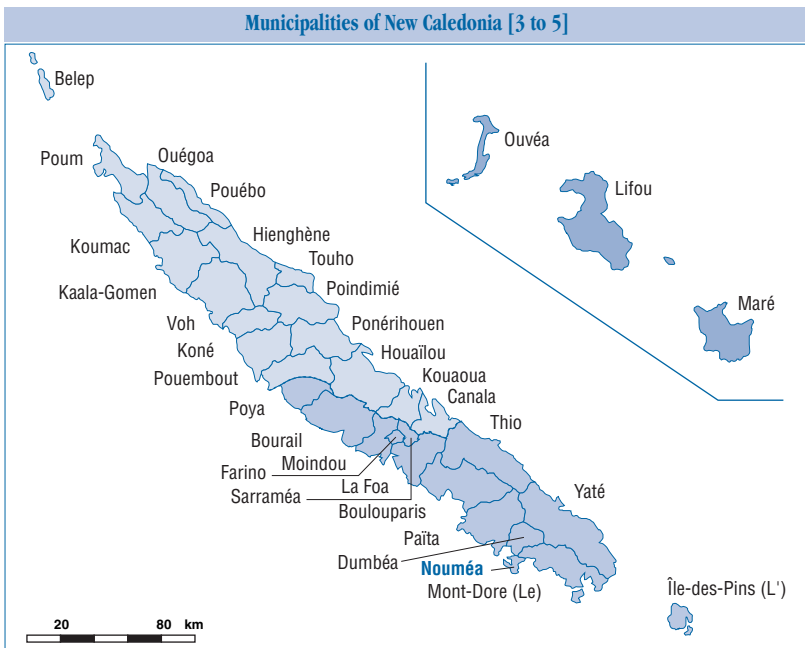 Municipalities of New Caledonia [3 to 5]
Belep
Ouvéa
Ouégoa
Poum
Lifou
Pouébo
Hienghène
Koumac
Touho
Poindimié
Kaala-Gomen
Maré
Voh
Ponérihouen
Koné
Houaïlou
Pouembout
Kouaoua
Canala
Poya
Thio
Bourail
Moindou
Farino
La Foa
Sarraméa
Yaté
Boulouparis
Païta
Dumbéa
Nouméa
Mont-Dore (Le)
Île-des-Pins (L')
20 80 km